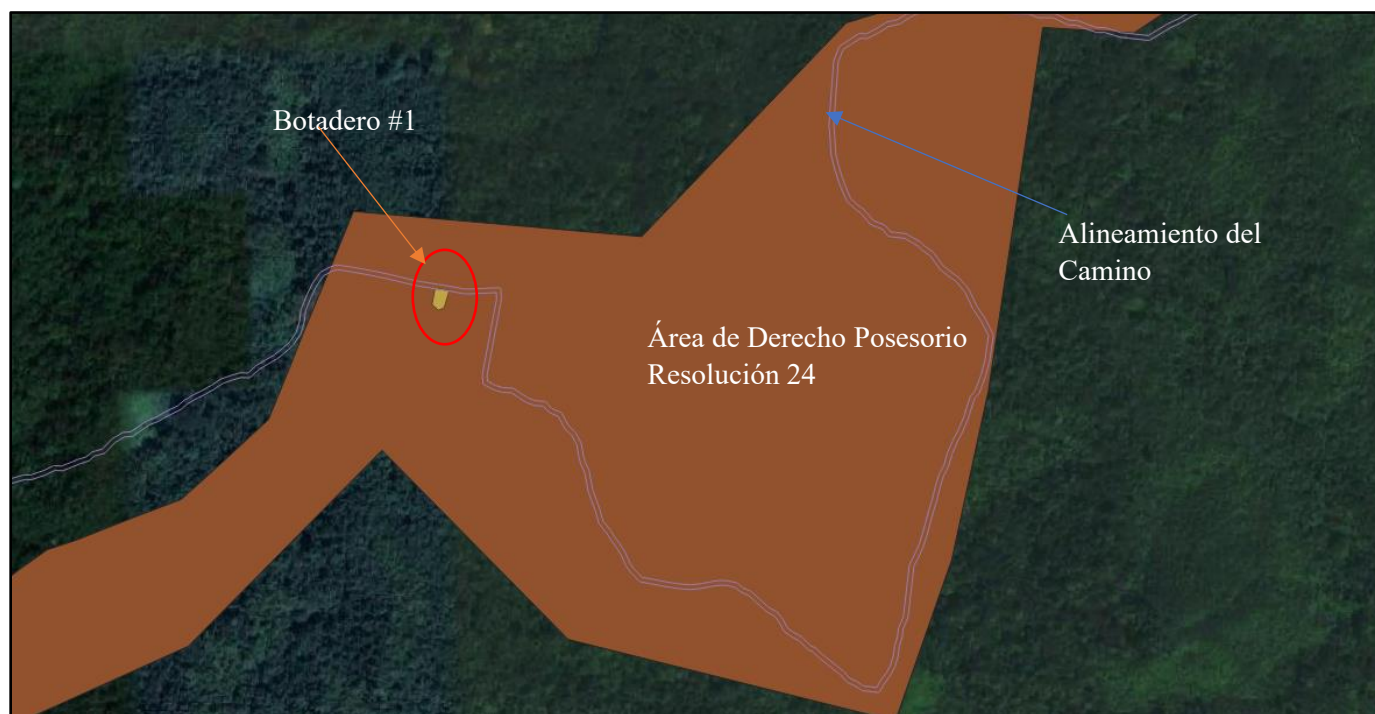 Botadero #1
Alineamiento del
Camino
Área de Derecho Posesorio
Resolución 24